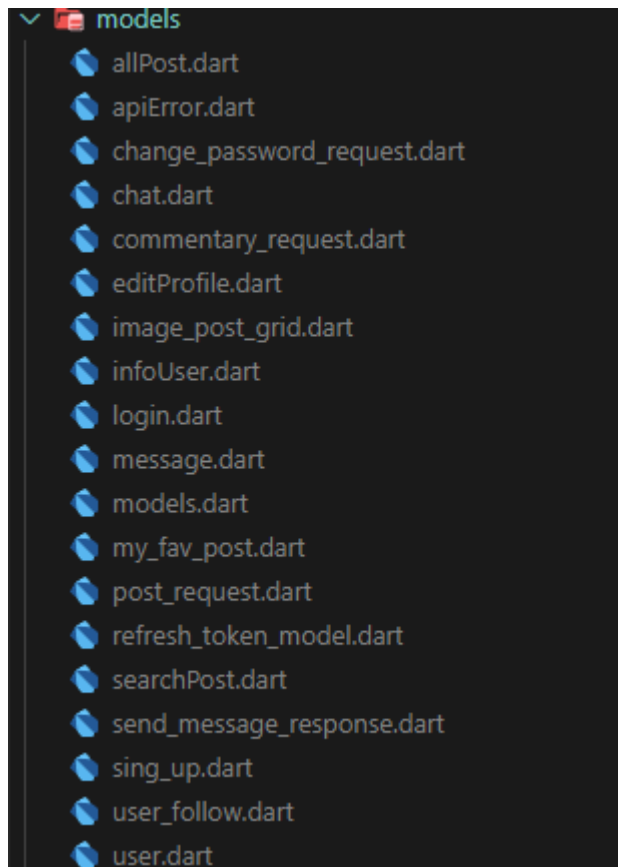 models
allPost.dart
apiError.dart
change_password_request.dart
chat.dart
commentary_request.dart
editProfile.dart
image_post_grid.dart
infoUser.dart
login.dart
message.dart
models.dart
my_fav_post.dart
post_request.dart
refresh_token_model.dart
searchPost.dart
send_message_response.dart
sing_up.dart
user_follow.dart
user.dart